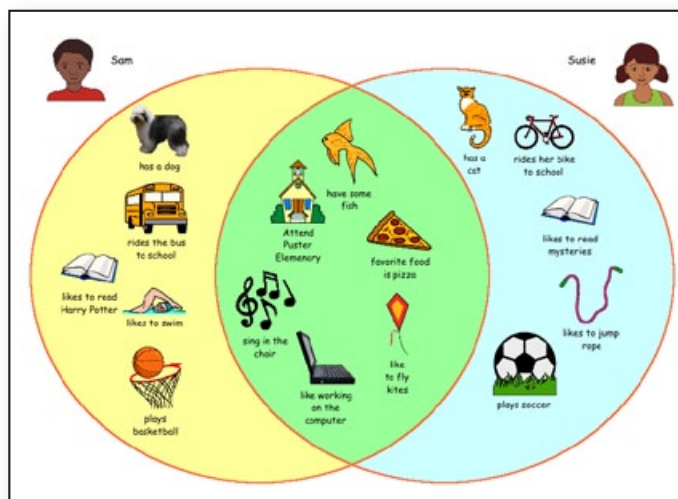 Sam
Susie
has a dog
rides the bus
to school
likes to read
Harry Potter
likes to swim
plays
basketball
have some
fish
Attend
Puster
Elemenory
favorite food
is pizza
sing in the
choir
like
to fly
kites
like working
on the
computer
has a
cat
rides her bike
to school
likes to read
mysteries
likes to jump
rope
plays soccer